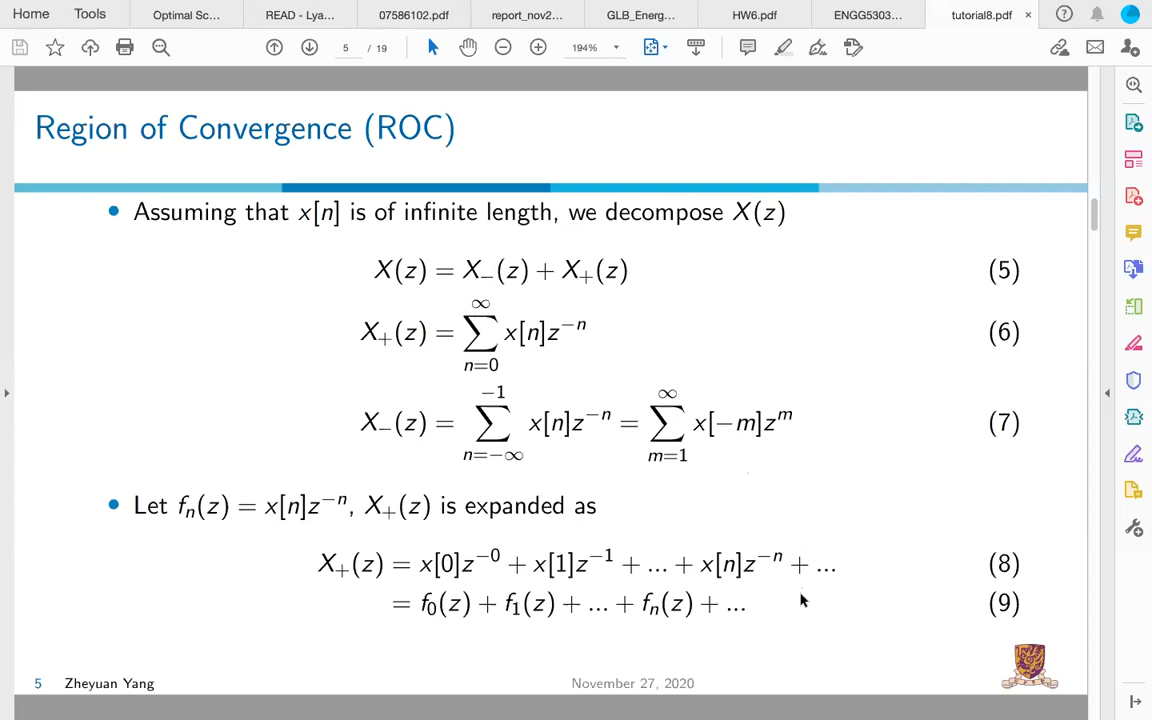 Home Tools Optimal Sc... READ - Lya... 07586102.pdf report_nov2... GLB_Energ... HW6.pdf ENGG5303... tutorial8.pdf ×
5 / 19 194%
Region of Convergence (ROC)
• Assuming that x[n] is of infinite length, we decompose X(z)
X(z) = X₋(z) + X₊(z) (5)
X₊(z) = ∑_{n=0}^{∞} x[n]z⁻ⁿ (6)
X₋(z) = ∑_{n=−∞}^{−1} x[n]z⁻ⁿ = ∑_{m=1}^{∞} x[−m]zᵐ (7)
• Let fₙ(z) = x[n]z⁻ⁿ, X₊(z) is expanded as
X₊(z) = x[0]z⁻⁰ + x[1]z⁻¹ + ... + x[n]z⁻ⁿ + ... (8)
= f₀(z) + f₁(z) + ... + fₙ(z) + ... (9)
5 Zheyuan Yang November 27, 2020